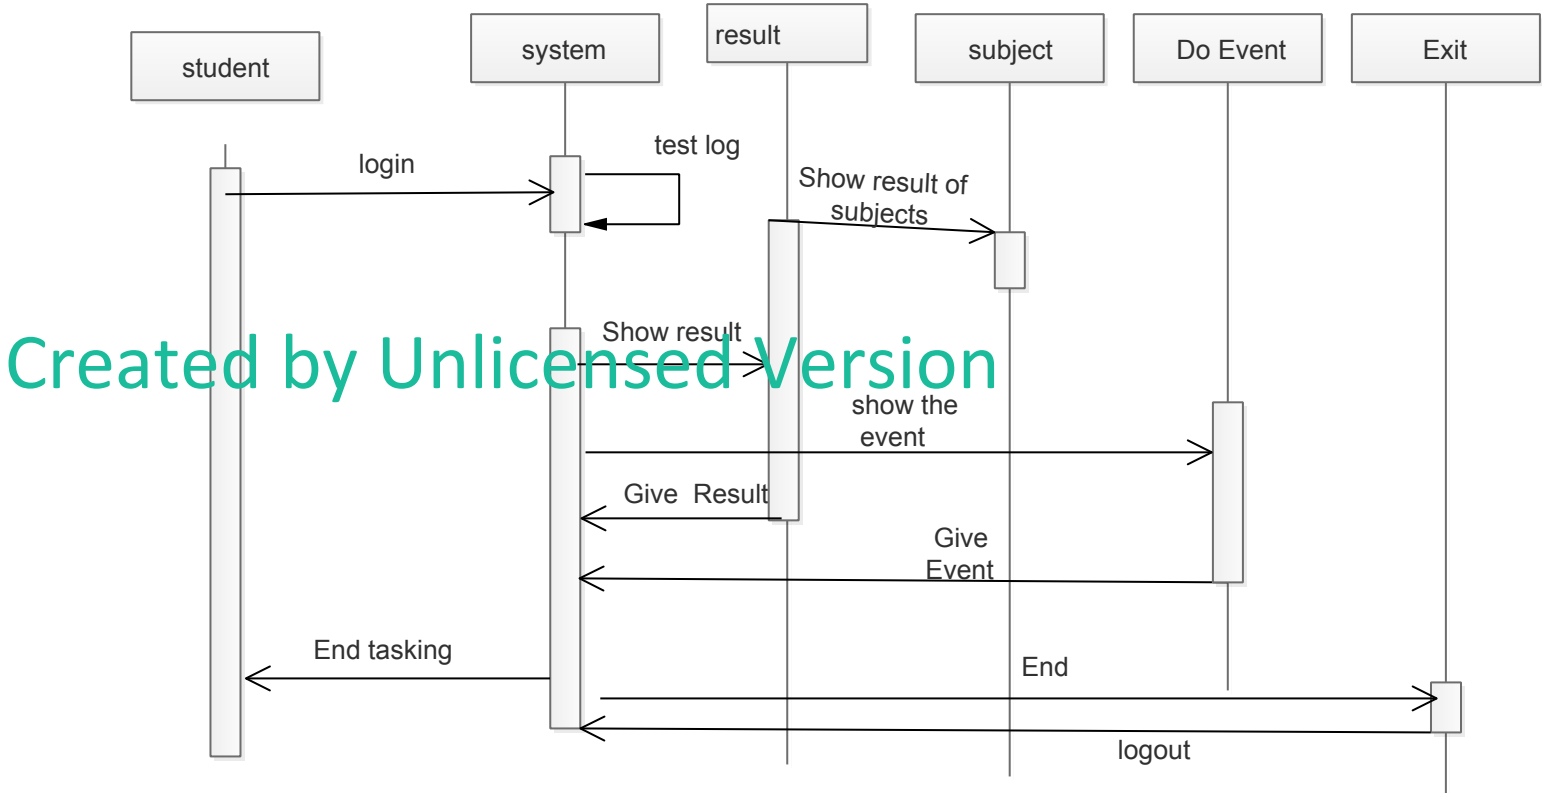 student
system
result
subject
Do Event
Exit
login
test log
Show result of
subjects
Show result
Created by Unlicensed Version
show the
event
Give  Result
Give
Event
End tasking
End
logout